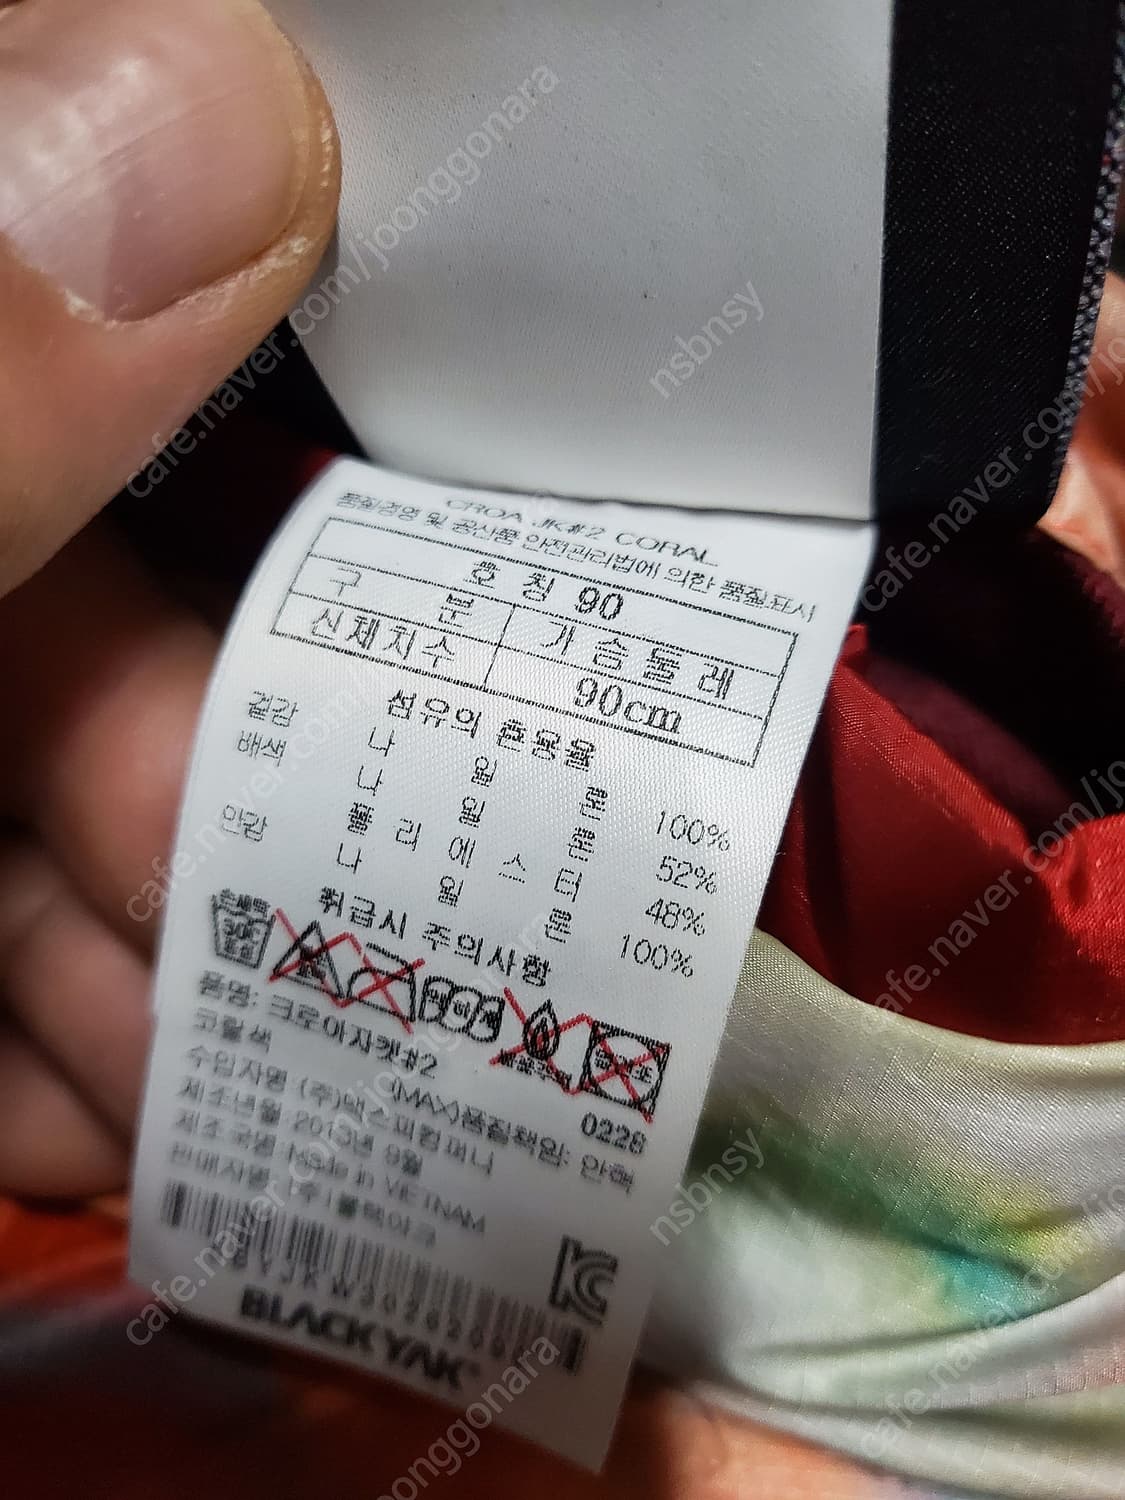 CROA JK#2 CORAL
품질경영 및 공산품 안전관리법에 의한 품질표시
호 칭 90
구 분 가 슴 둘 레
신체치수 90cm
섬유의 혼용율
겉감 나 일 론 100%
배색 나 일 론 52%
폴 리 에 스 터 48%
안감 나 일 론 100%
취급시 주의사항
손세탁
30℃
중성
품명: 크로아자켓#2
코랄색 0228
(MAX)품질책임: 안혁
수입자명 (주)맥스피컴퍼니
제조년월 2013년 9월
제조국명 Made in VIETNAM
판매자명 (주)블랙야크
BLACKYAK
cafe.naver.com/joonggonara
nsbnsy